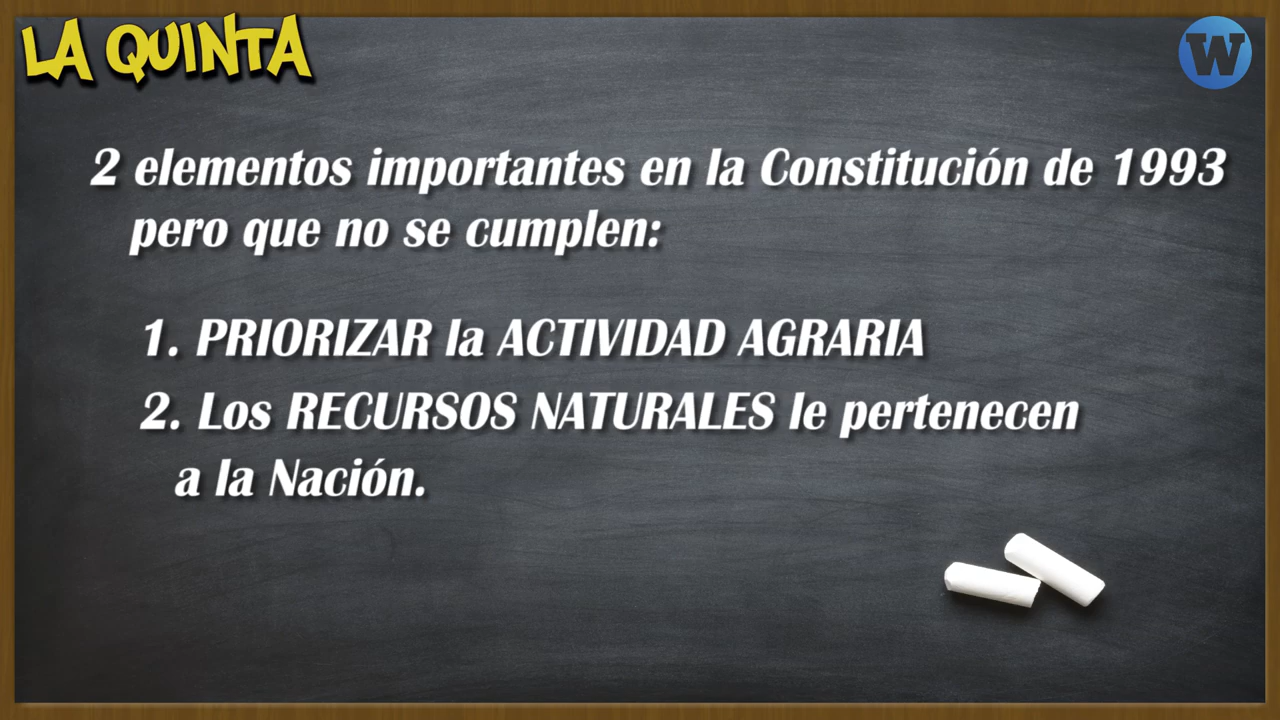 LA QUINTA
W
2 elementos importantes en la Constitución de 1993
pero que no se cumplen:
1. PRIORIZAR la ACTIVIDAD AGRARIA
2. Los RECURSOS NATURALES le pertenecen
a la Nación.